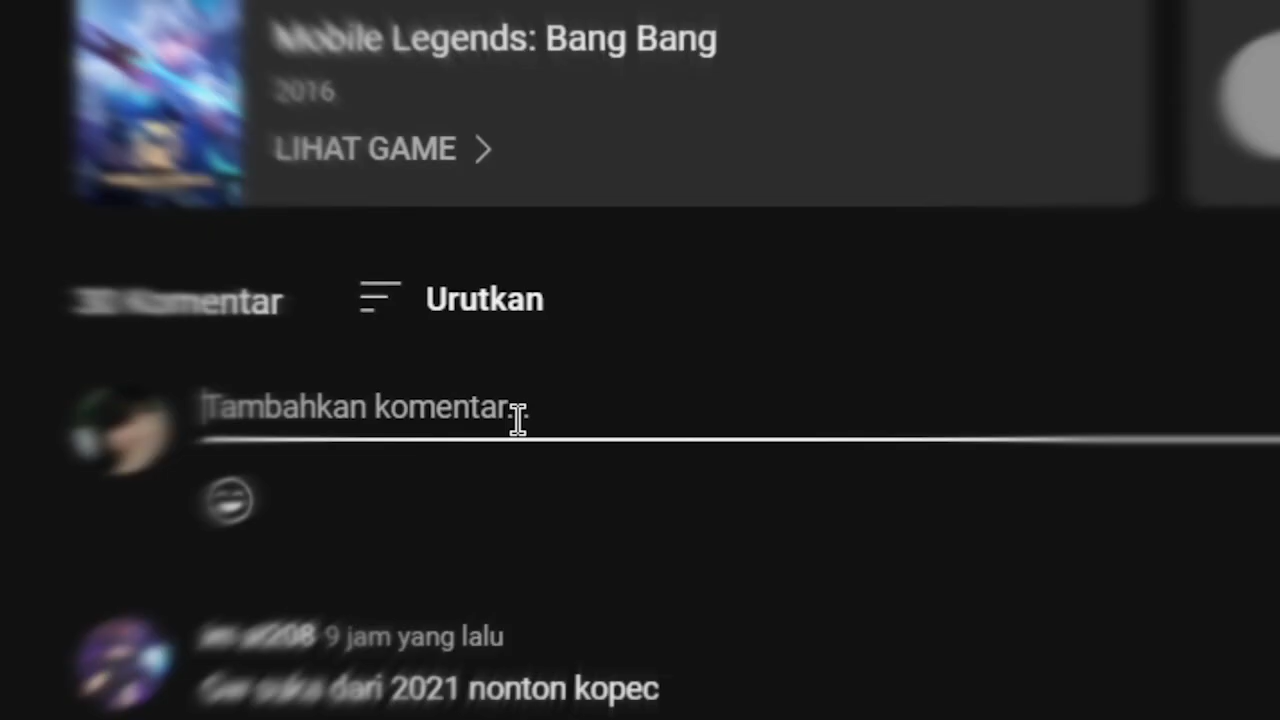 Mobile Legends: Bang Bang
2016
LIHAT GAME
Komentar
Urutkan
Tambahkan komentar...
9 jam yang lalu
dari 2021 nonton kopec